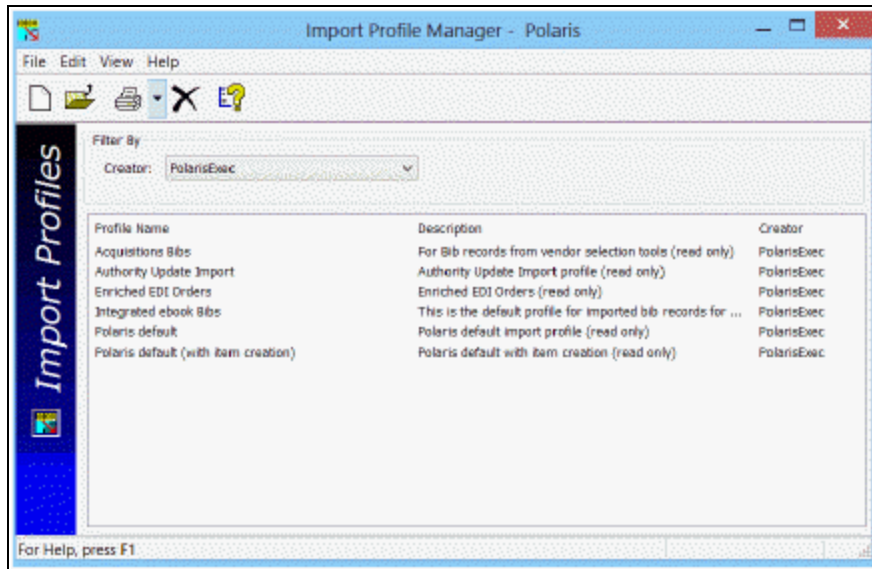 Import Profile Manager - Polaris
File Edit View Help
Import Profiles
Filter By
Creator: PolarisExec
Profile Name Description Creator
Acquisitions Bibs For Bib records from vendor selection tools (read only) PolarisExec
Authority Update Import Authority Update Import profile (read only) PolarisExec
Enriched EDI Orders Enriched EDI Orders (read only) PolarisExec
Integrated ebook Bibs This is the default profile for imported bib records for ... PolarisExec
Polaris default Polaris default import profile (read only) PolarisExec
Polaris default (with item creation) Polaris default with item creation (read only) PolarisExec
For Help, press F1